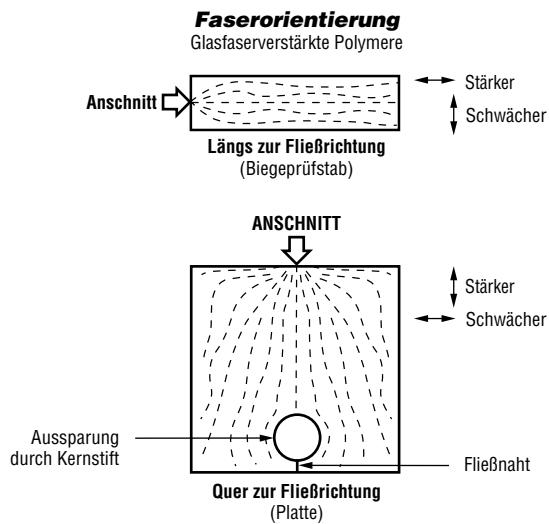 Faserorientierung
Glasfaserverstärkte Polymere
Anschnitt
Stärker
Schwächer
Längs zur Fließrichtung
(Biegeprüfstab)
ANSCHNITT
Stärker
Schwächer
Aussparung
durch Kernstift
Fließnaht
Quer zur Fließrichtung
(Platte)